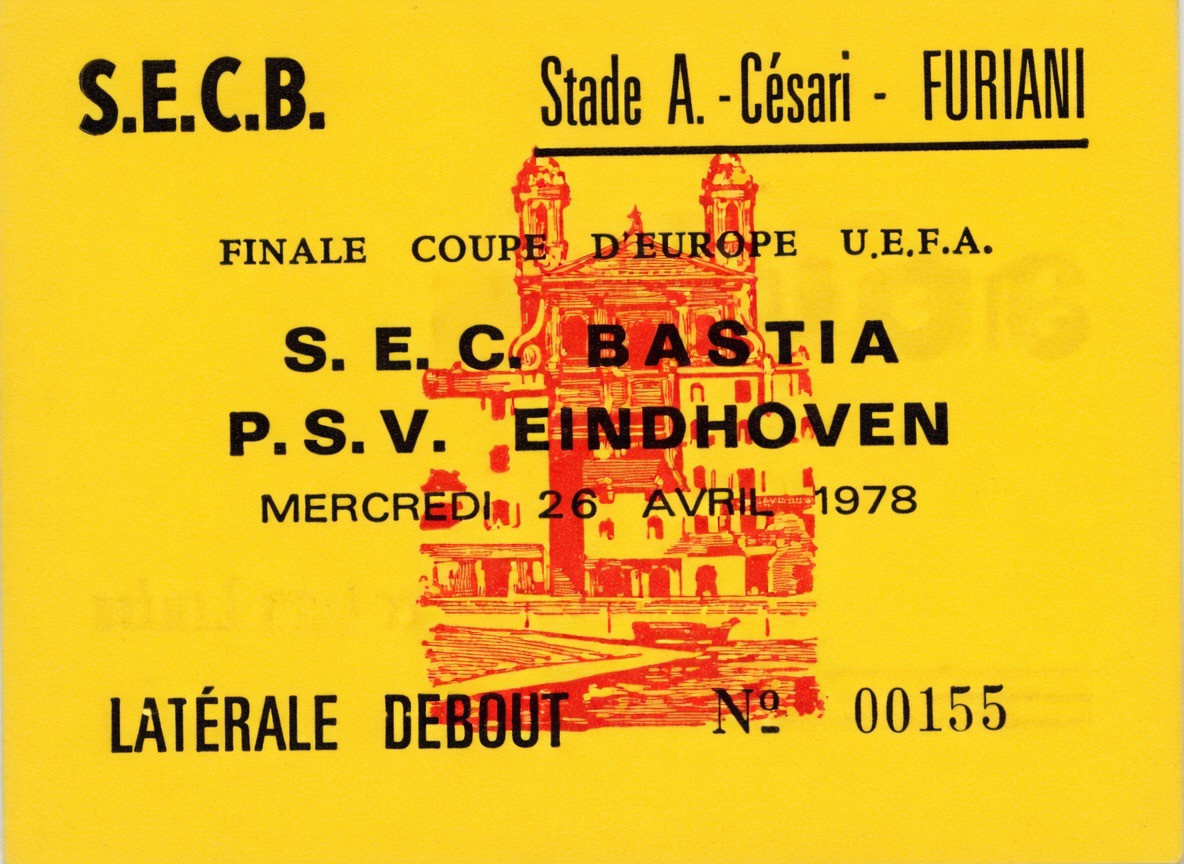 S.E.C.B.
Stade A. - Césari - FURIANI
FINALE COUPE D'EUROPE U.E.F.A.
S. E. C. BASTIA
P. S. V. EINDHOVEN
MERCREDI 26 AVRIL 1978
LATÉRALE DEBOUT Nº 00155